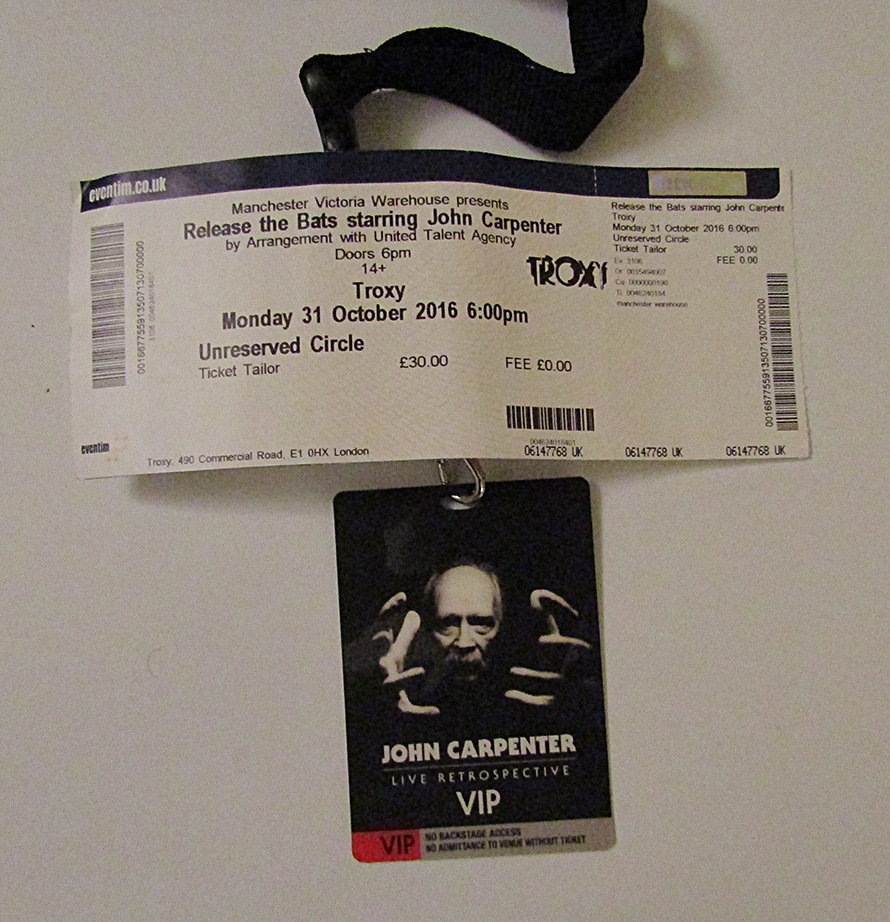 eventim.co.uk
Manchester Victoria Warehouse presents
Release the Bats starring John Carpenter
by Arrangement with United Talent Agency
Doors 6pm
14+
TROXY
Troxy
Monday 31 October 2016 6:00pm
Unreserved Circle
Ticket Tailor £30.00 FEE £0.00
eventim
Troxy, 490 Commercial Road, E1 0HX London
06147768 UK 06147768 UK 06147768 UK
Release the Bats starring John Carpente
Troxy
Monday 31 October 2016 6:00pm
Unreserved Circle
Ticket Tailor 30.00
FEE 0.00
manchester warehouse
JOHN CARPENTER
LIVE RETROSPECTIVE
VIP
VIP
NO BACKSTAGE ACCESS
NO ADMITTANCE TO VENUE WITHOUT TICKET